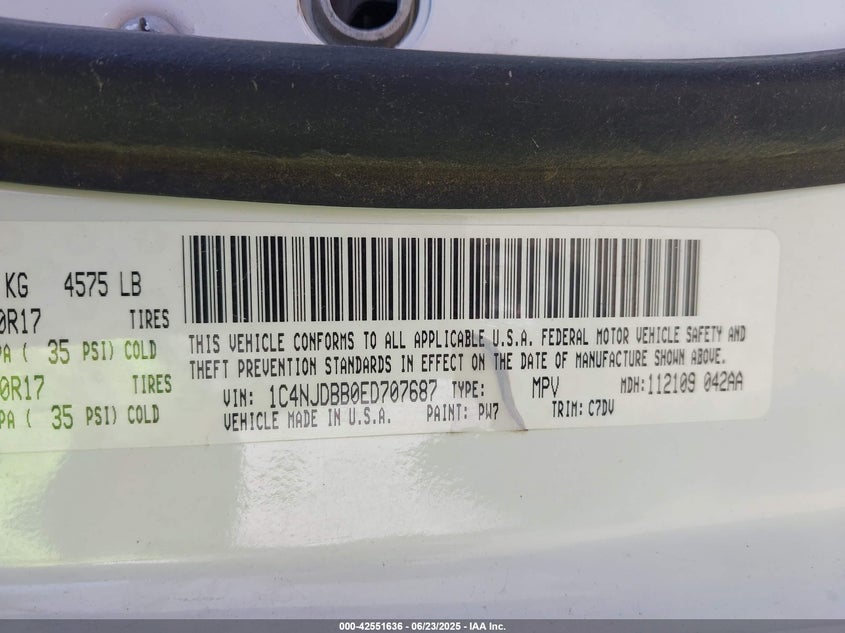 KG 4575 LB
0R17 TIRES
PA ( 35 PSI) COLD
0R17 TIRES
PA ( 35 PSI) COLD
THIS VEHICLE CONFORMS TO ALL APPLICABLE U.S.A. FEDERAL MOTOR VEHICLE SAFETY AND
THEFT PREVENTION STANDARDS IN EFFECT ON THE DATE OF MANUFACTURE SHOWN ABOVE.
VIN: 1C4NJDBB0ED707687 TYPE: MPV MDH: 112109 042AA
VEHICLE MADE IN U.S.A. PAINT: PW7 TRIM: C7DV
000-42551636 - 06/23/2025 - IAA Inc.